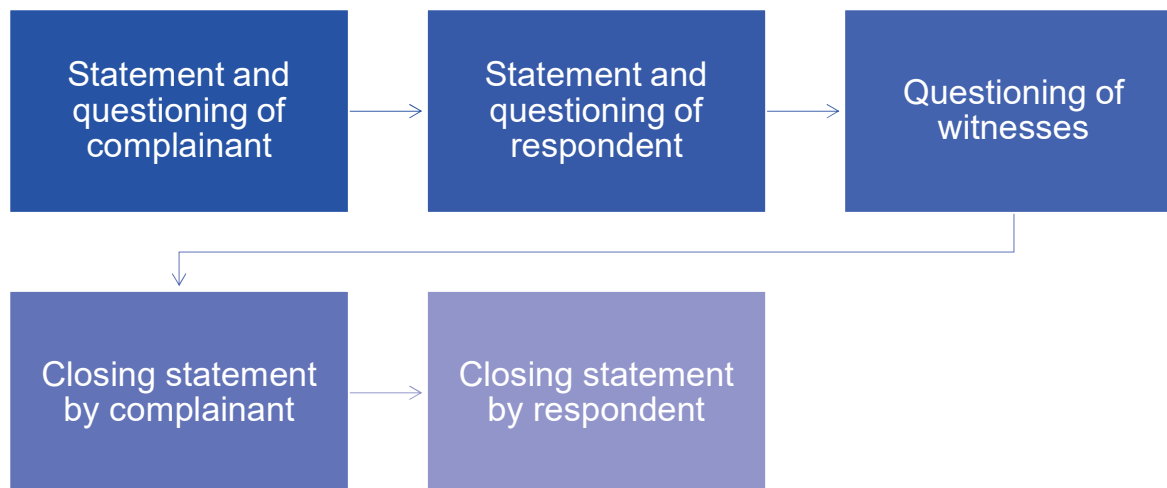 Statement and
questioning of
complainant
Statement and
questioning of
respondent
Questioning of
witnesses
Closing statement
by complainant
Closing statement
by respondent